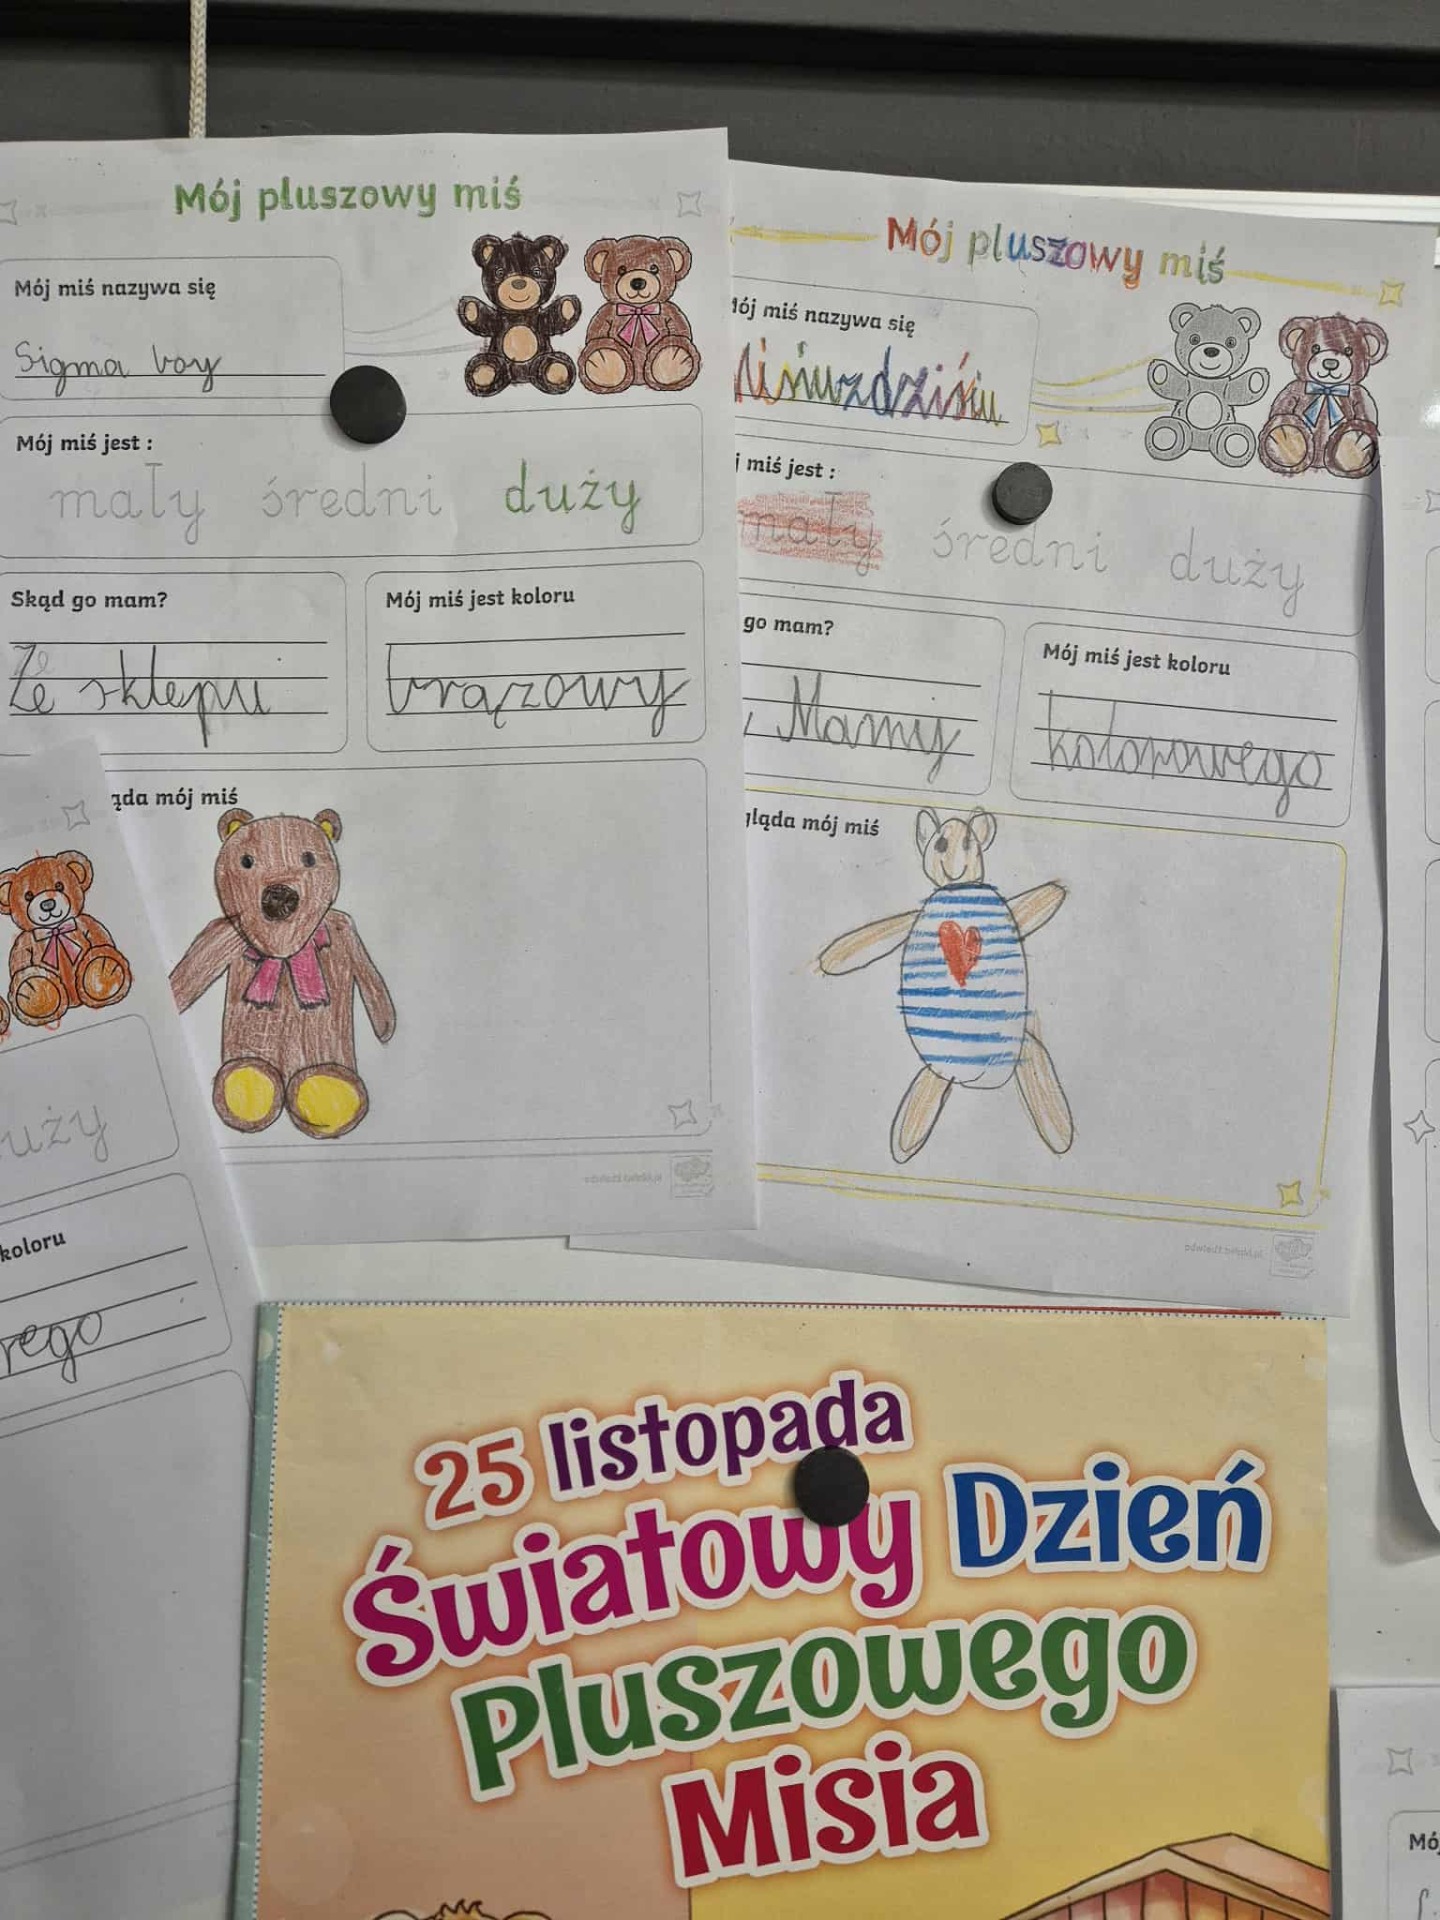 Mój pluszowy miś
Mój miś nazywa się
Sigma boy
Mój miś jest :
mały średni duży
Skąd go mam?
Ze sklepu
Mój miś jest koloru
brązowy
ąda mój miś
Mój pluszowy miś
Mój miś nazywa się
miś jest :
mały średni duży
go mam?
Mamy
Mój miś jest koloru
kolorowego
gląda mój miś
uży
koloru
rego
25 listopada
Światowy Dzień
Pluszowego
Misia
Mój